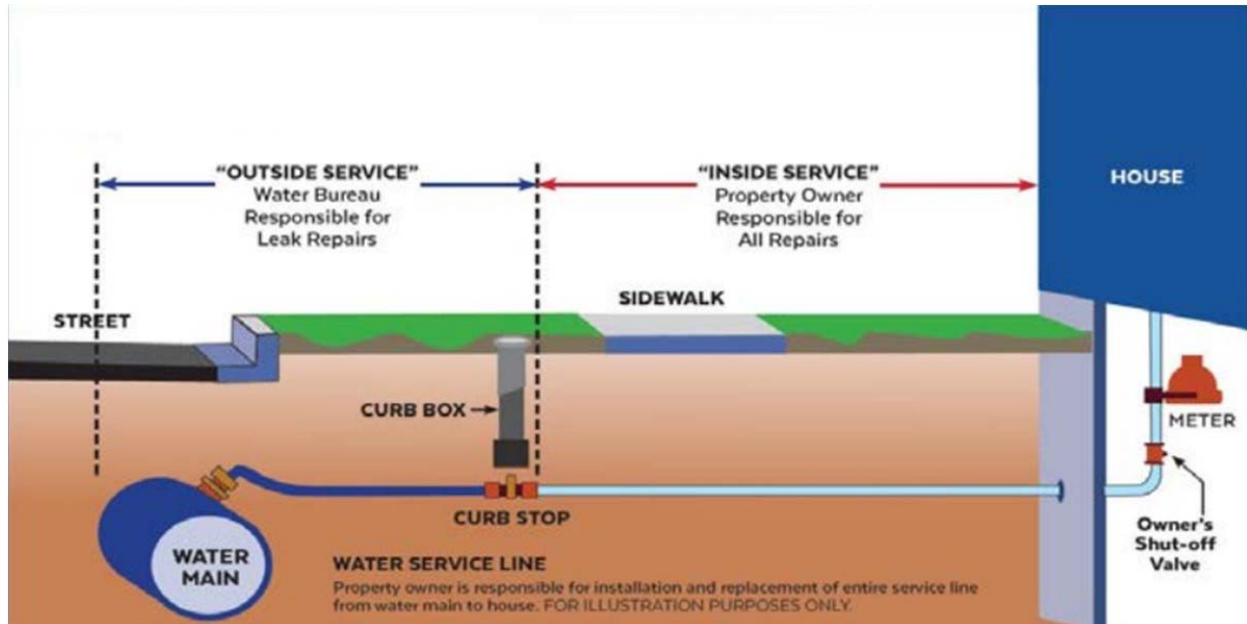 “OUTSIDE SERVICE”
Water Bureau
Responsible for
Leak Repairs
“INSIDE SERVICE”
Property Owner
Responsible for
All Repairs
HOUSE
STREET
SIDEWALK
CURB BOX
METER
CURB STOP
WATER
MAIN
WATER SERVICE LINE
Property owner is responsible for installation and replacement of entire service line
from water main to house. FOR ILLUSTRATION PURPOSES ONLY.
Owner's
Shut-off
Valve